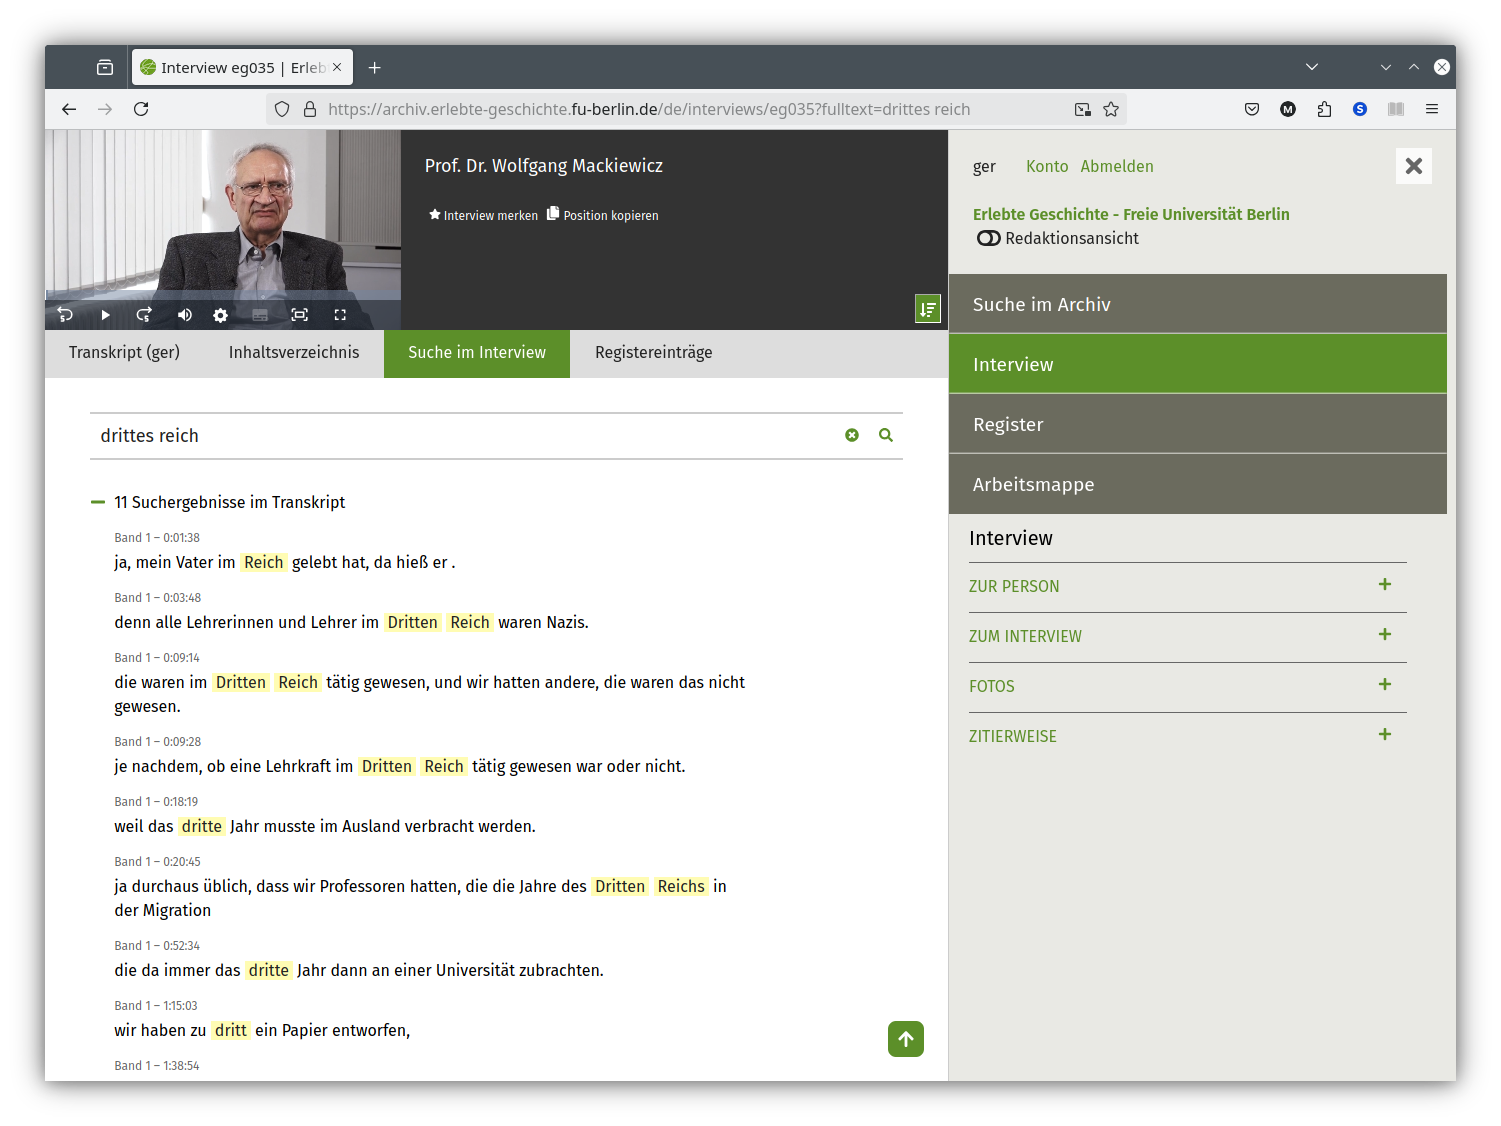 Interview eg035 | Erleb
https://archiv.erlebte-geschichte.fu-berlin.de/de/interviews/eg035?fulltext=drittes reich
M
S
Prof. Dr. Wolfgang Mackiewicz
Interview merken Position kopieren
5
5
Transkript (ger) Inhaltsverzeichnis Suche im Interview Registereinträge
drittes reich
11 Suchergebnisse im Transkript
Band 1 – 0:01:38
ja, mein Vater im Reich gelebt hat, da hieß er .
Band 1 – 0:03:48
denn alle Lehrerinnen und Lehrer im Dritten Reich waren Nazis.
Band 1 – 0:09:14
die waren im Dritten Reich tätig gewesen, und wir hatten andere, die waren das nicht
gewesen.
Band 1 – 0:09:28
je nachdem, ob eine Lehrkraft im Dritten Reich tätig gewesen war oder nicht.
Band 1 – 0:18:19
weil das dritte Jahr musste im Ausland verbracht werden.
Band 1 – 0:20:45
ja durchaus üblich, dass wir Professoren hatten, die die Jahre des Dritten Reichs in
der Migration
Band 1 – 0:52:34
die da immer das dritte Jahr dann an einer Universität zubrachten.
Band 1 – 1:15:03
wir haben zu dritt ein Papier entworfen,
Band 1 – 1:38:54
ger Konto Abmelden
Erlebte Geschichte - Freie Universität Berlin
Redaktionsansicht
Suche im Archiv
Interview
Register
Arbeitsmappe
Interview
ZUR PERSON
ZUM INTERVIEW
FOTOS
ZITIERWEISE